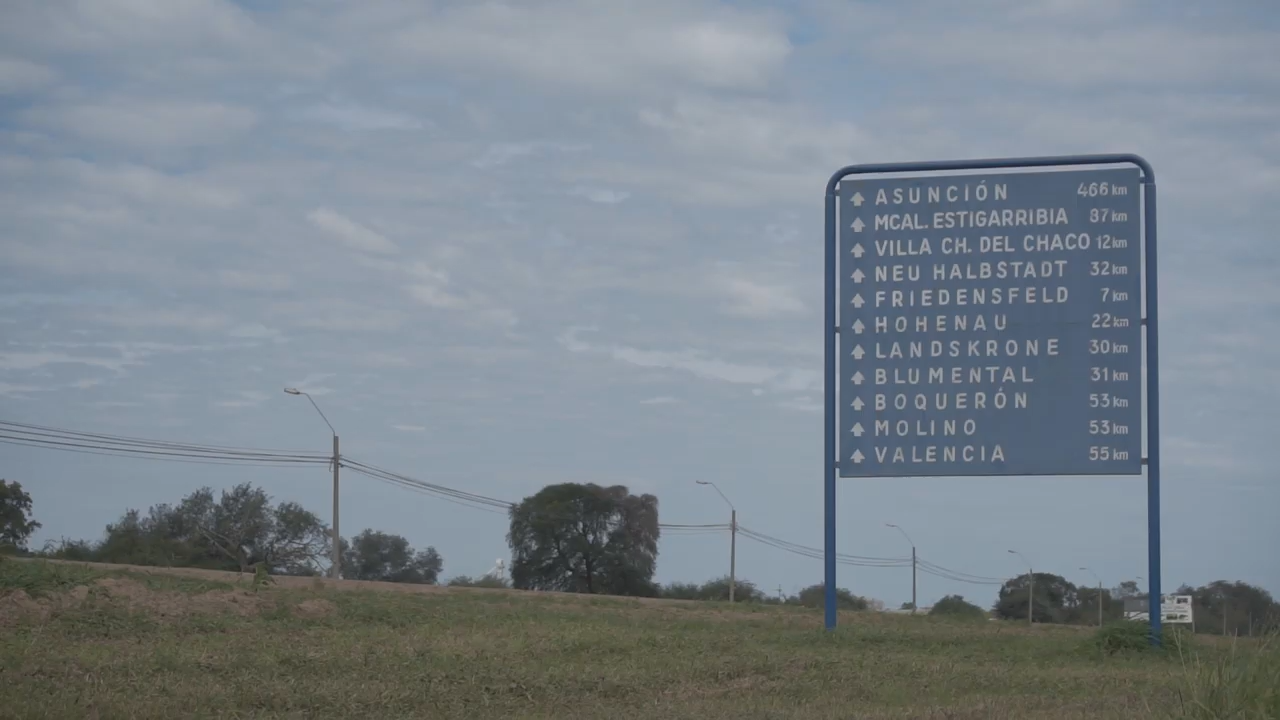 ASUNCIÓN 466 km
MCAL. ESTIGARRIBIA 87 km
VILLA CH. DEL CHACO 12 km
NEU HALBSTADT 32 km
FRIEDENSFELD 7 km
HOHENAU 22 km
LANDSKRONE 30 km
BLUMENTAL 31 km
BOQUERÓN 53 km
MOLINO 53 km
VALENCIA 55 km